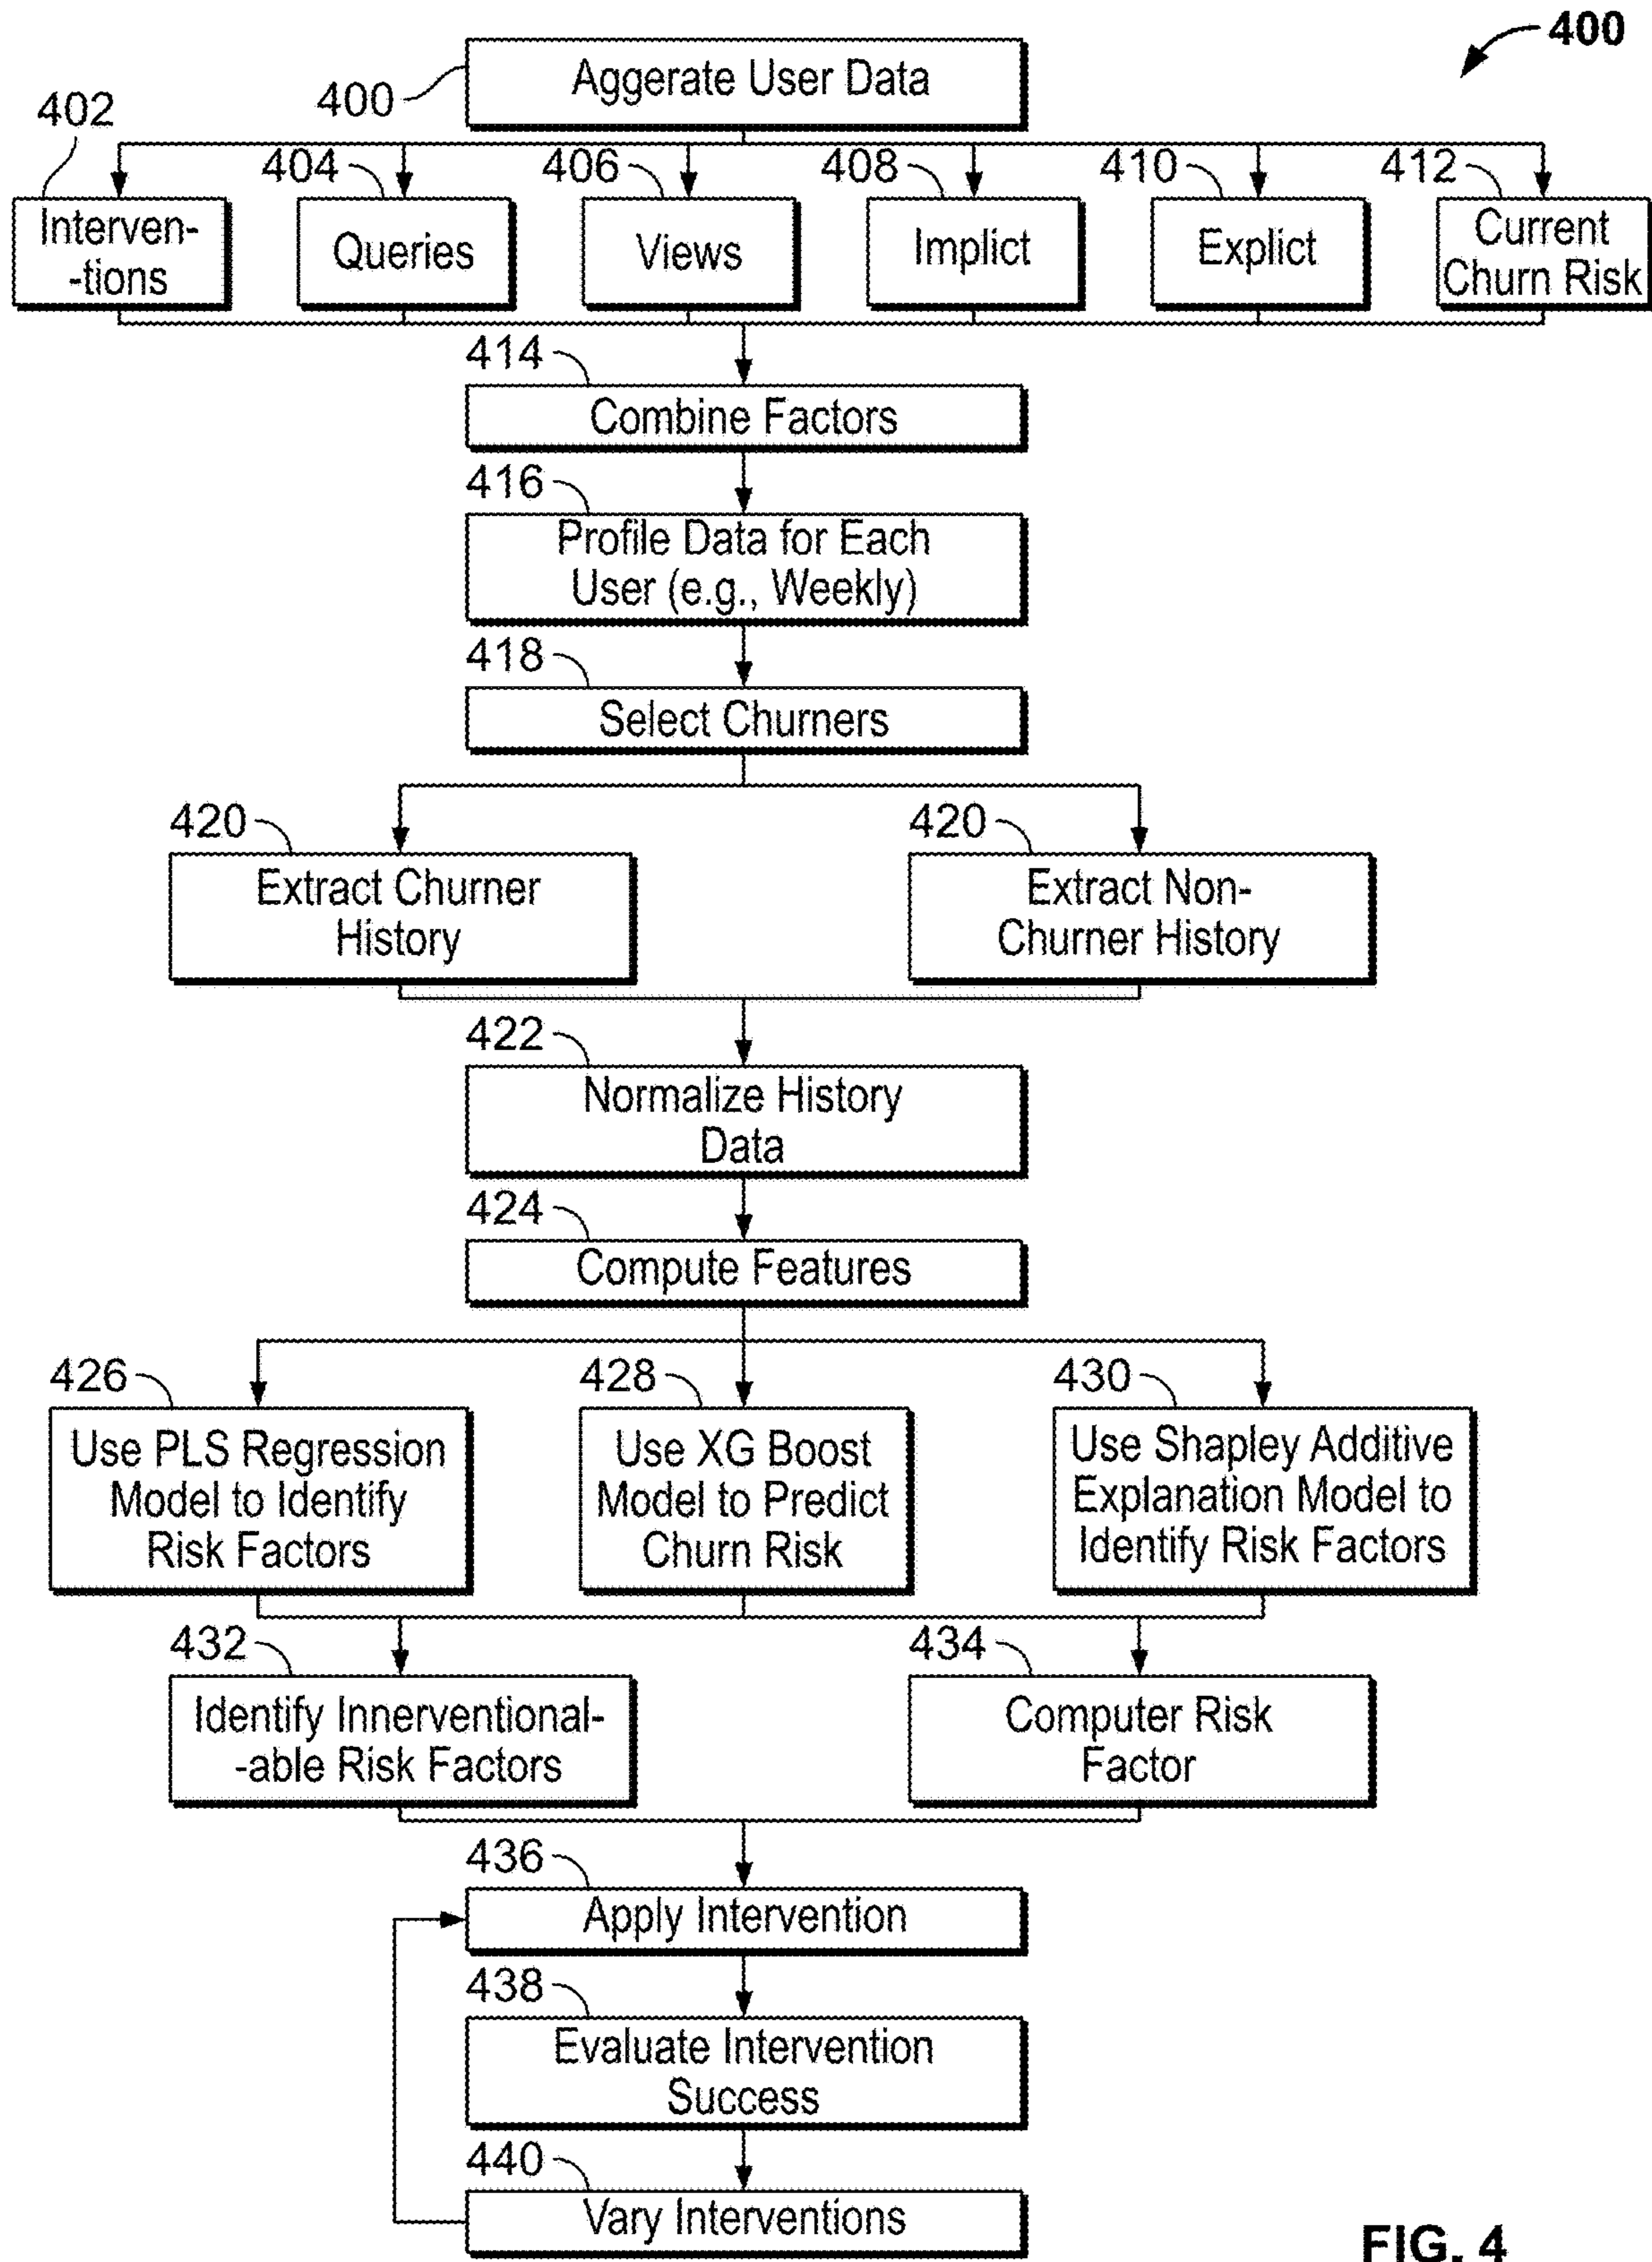 400
400
Aggerate User Data
402
404
406
408
410
412
Interven-
-tions
Queries
Views
Implict
Explict
Current
Churn Risk
414
Combine Factors
416
Profile Data for Each
User (e.g., Weekly)
418
Select Churners
420
Extract Churner
History
420
Extract Non-
Churner History
422
Normalize History
Data
424
Compute Features
426
Use PLS Regression
Model to Identify
Risk Factors
428
Use XG Boost
Model to Predict
Churn Risk
430
Use Shapley Additive
Explanation Model to
Identify Risk Factors
432
Identify Innerventional-
-able Risk Factors
434
Computer Risk
Factor
436
Apply Intervention
438
Evaluate Intervention
Success
440
Vary Interventions
FIG. 4